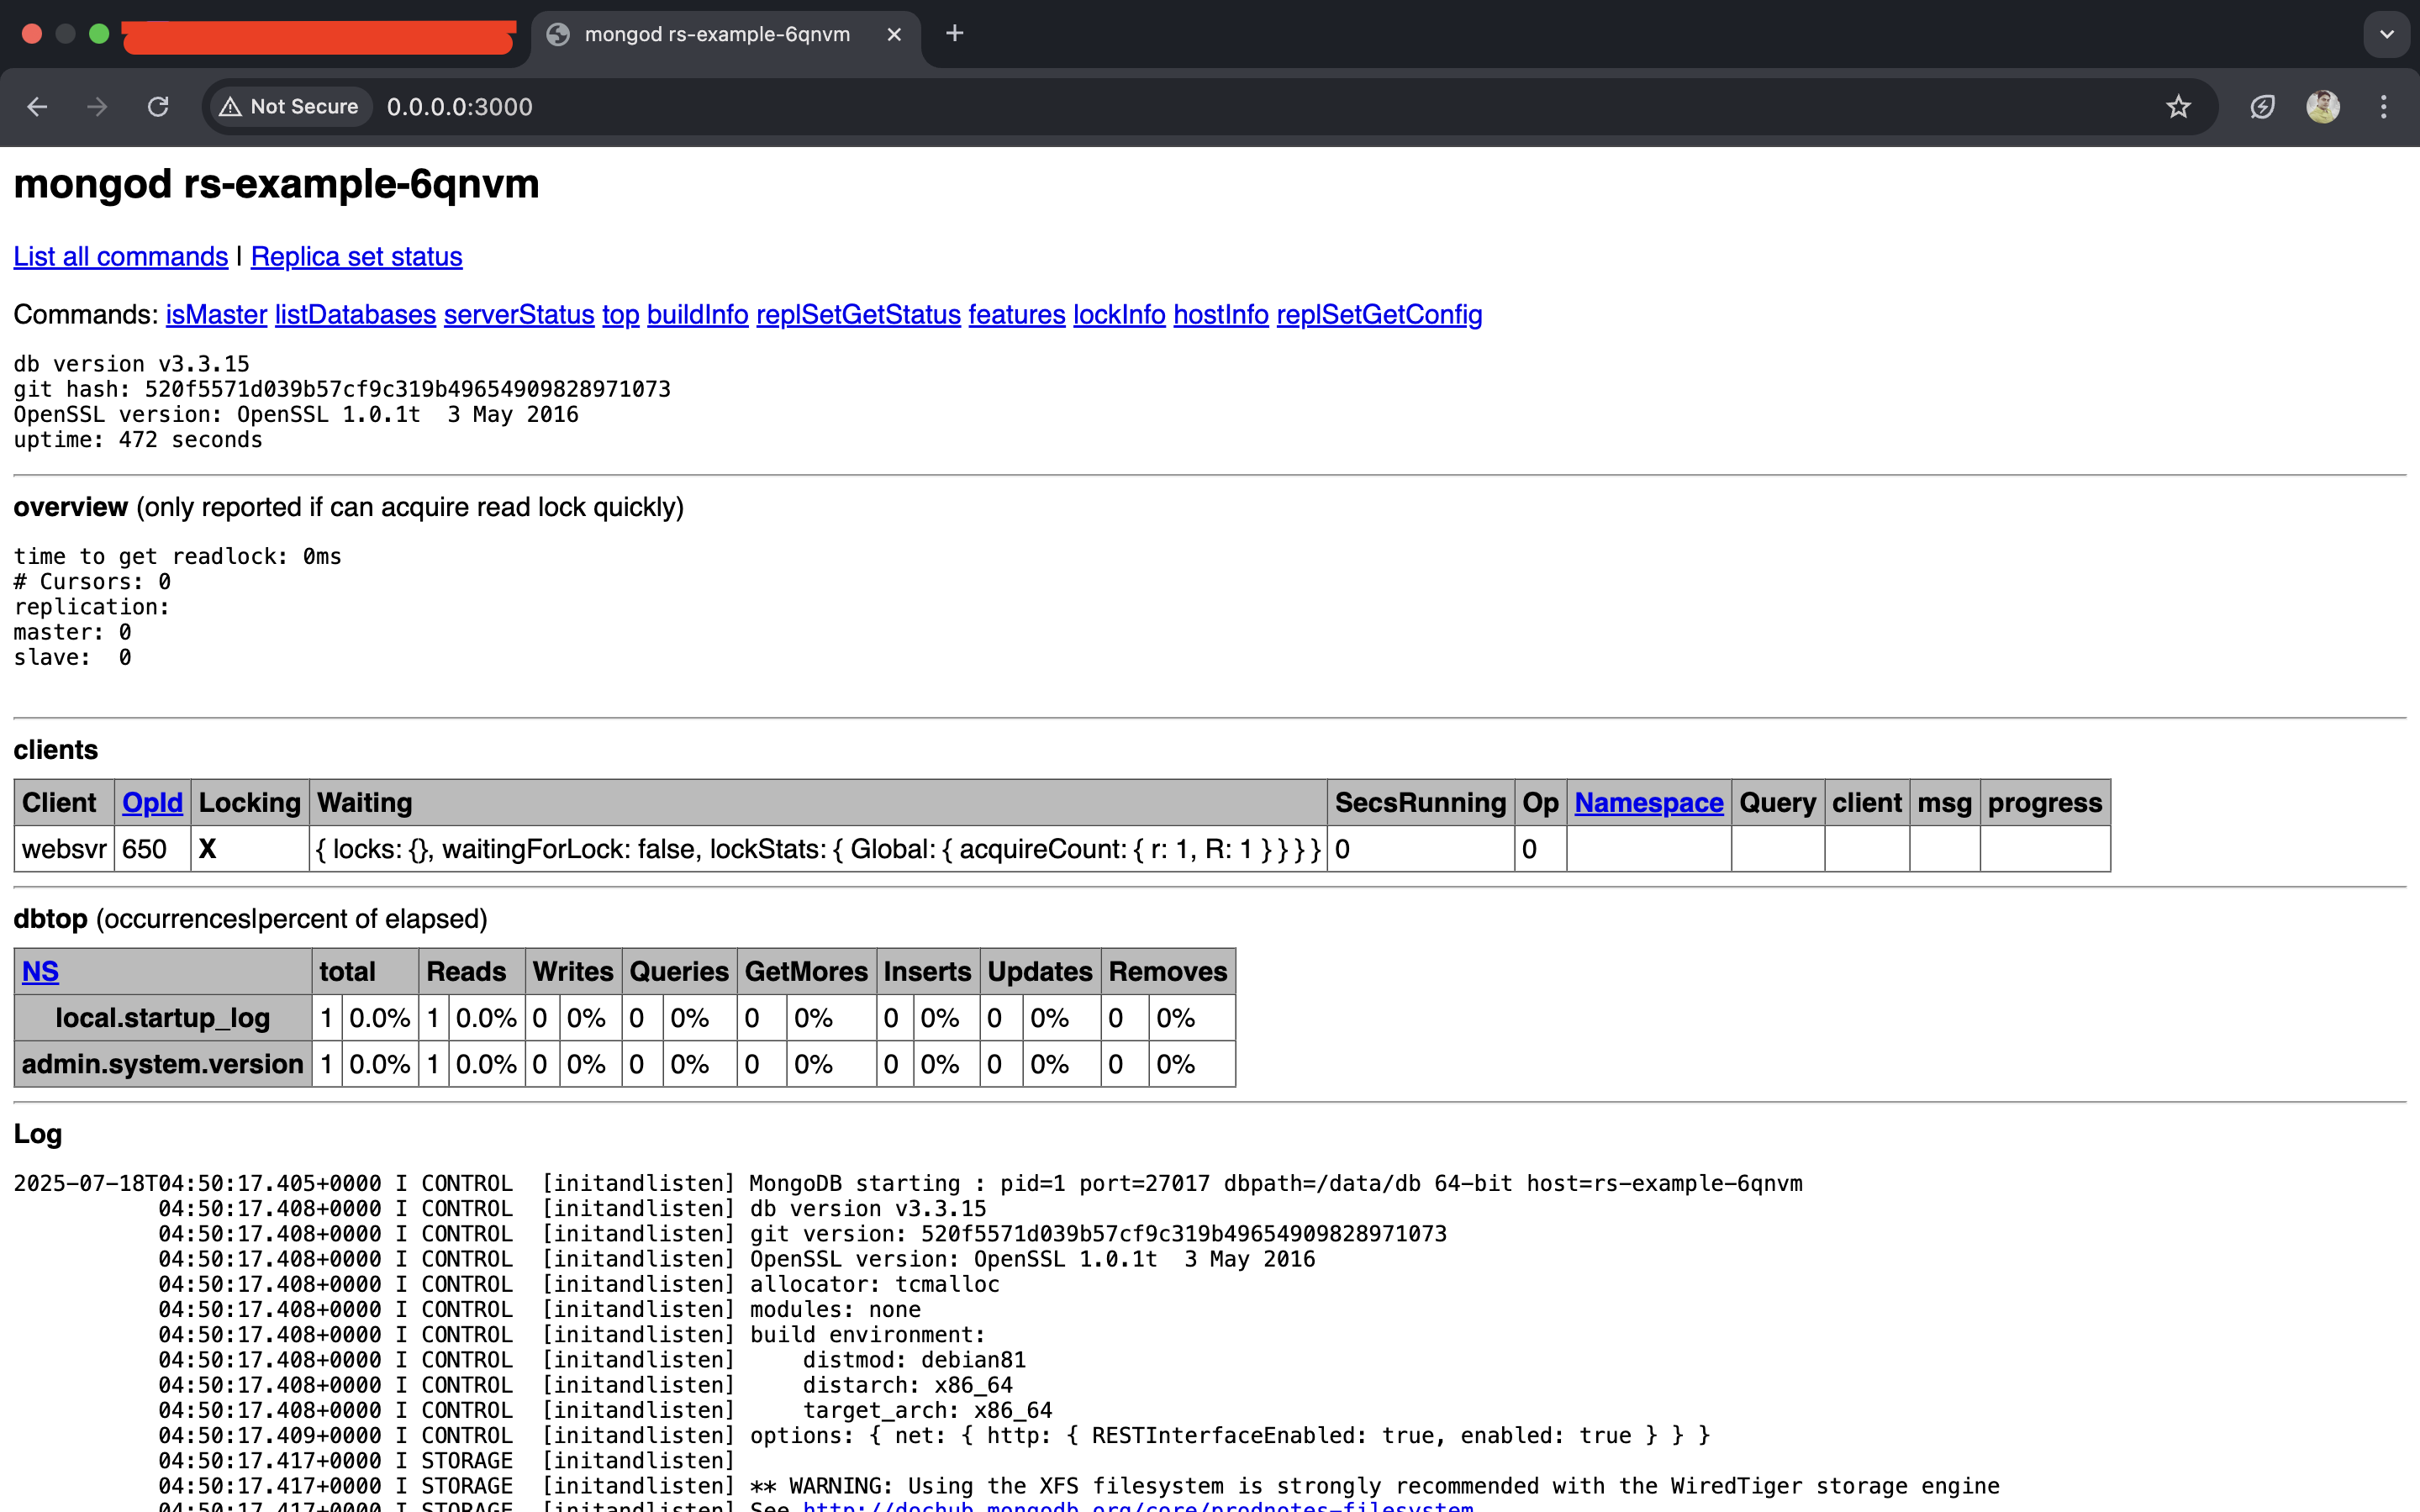 mongod rs-example-6qnvm
Not Secure 0.0.0.0:3000
mongod rs-example-6qnvm
List all commands | Replica set status
Commands: isMaster listDatabases serverStatus top buildInfo replSetGetStatus features lockInfo hostInfo replSetGetConfig
db version v3.3.15
git hash: 520f5571d039b57cf9c319b49654909828971073
OpenSSL version: OpenSSL 1.0.1t  3 May 2016
uptime: 472 seconds
overview (only reported if can acquire read lock quickly)
time to get readlock: 0ms
# Cursors: 0
replication:
master: 0
slave:  0
clients
Client OpId Locking Waiting SecsRunning Op Namespace Query client msg progress
websvr 650 X { locks: {}, waitingForLock: false, lockStats: { Global: { acquireCount: { r: 1, R: 1 } } } } 0 0
dbtop (occurrences|percent of elapsed)
NS total Reads Writes Queries GetMores Inserts Updates Removes
local.startup_log 1 0.0% 1 0.0% 0 0% 0 0% 0 0% 0 0% 0 0% 0 0%
admin.system.version 1 0.0% 1 0.0% 0 0% 0 0% 0 0% 0 0% 0 0% 0 0%
Log
2025-07-18T04:50:17.405+0000 I CONTROL  [initandlisten] MongoDB starting : pid=1 port=27017 dbpath=/data/db 64-bit host=rs-example-6qnvm
04:50:17.408+0000 I CONTROL  [initandlisten] db version v3.3.15
04:50:17.408+0000 I CONTROL  [initandlisten] git version: 520f5571d039b57cf9c319b49654909828971073
04:50:17.408+0000 I CONTROL  [initandlisten] OpenSSL version: OpenSSL 1.0.1t  3 May 2016
04:50:17.408+0000 I CONTROL  [initandlisten] allocator: tcmalloc
04:50:17.408+0000 I CONTROL  [initandlisten] modules: none
04:50:17.408+0000 I CONTROL  [initandlisten] build environment:
04:50:17.408+0000 I CONTROL  [initandlisten]     distmod: debian81
04:50:17.408+0000 I CONTROL  [initandlisten]     distarch: x86_64
04:50:17.408+0000 I CONTROL  [initandlisten]     target_arch: x86_64
04:50:17.409+0000 I CONTROL  [initandlisten] options: { net: { http: { RESTInterfaceEnabled: true, enabled: true } } }
04:50:17.417+0000 I STORAGE  [initandlisten]
04:50:17.417+0000 I STORAGE  [initandlisten] ** WARNING: Using the XFS filesystem is strongly recommended with the WiredTiger storage engine
04:50:17.417+0000 I STORAGE  [initandlisten] See http://dochub.mongodb.org/core/prodnotes-filesystem